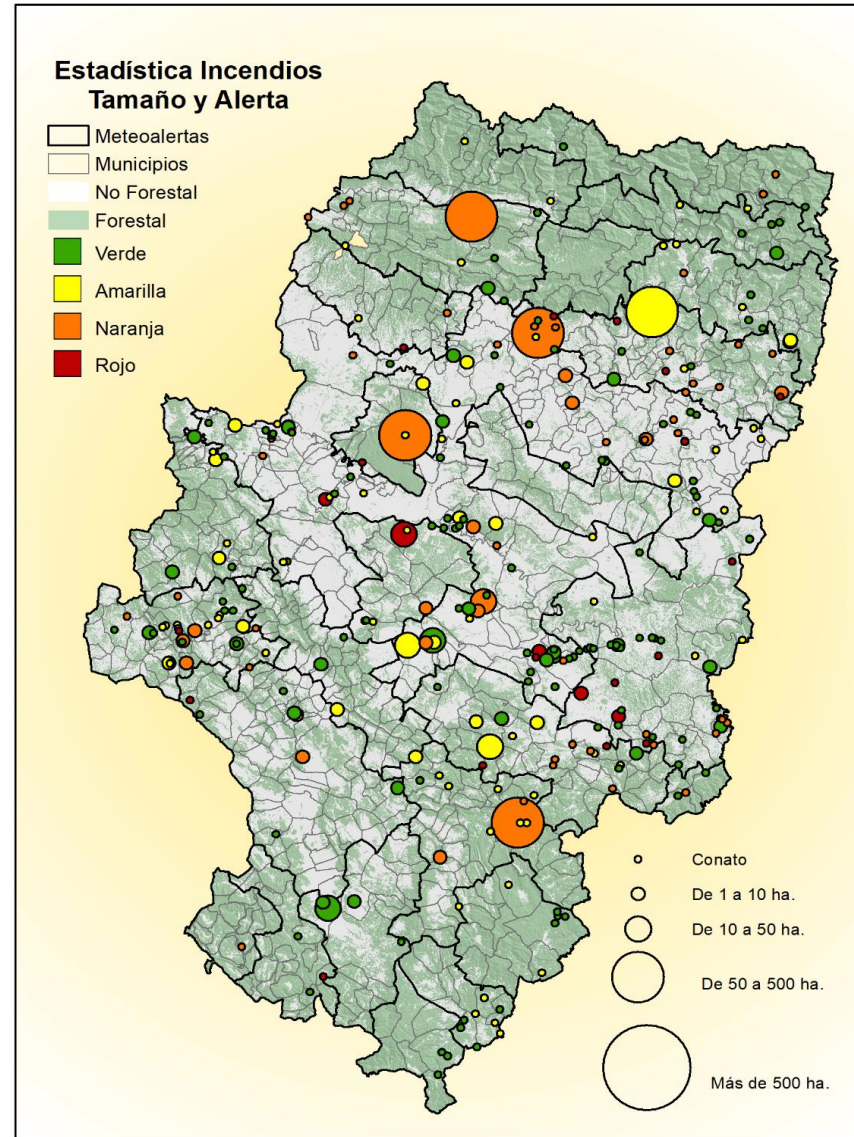 Estadística Incendios
Tamaño y Alerta
Meteoalertas
Municipios
No Forestal
Forestal
Verde
Amarilla
Naranja
Rojo
Conato
De 1 a 10 ha.
De 10 a 50 ha.
De 50 a 500 ha.
Más de 500 ha.